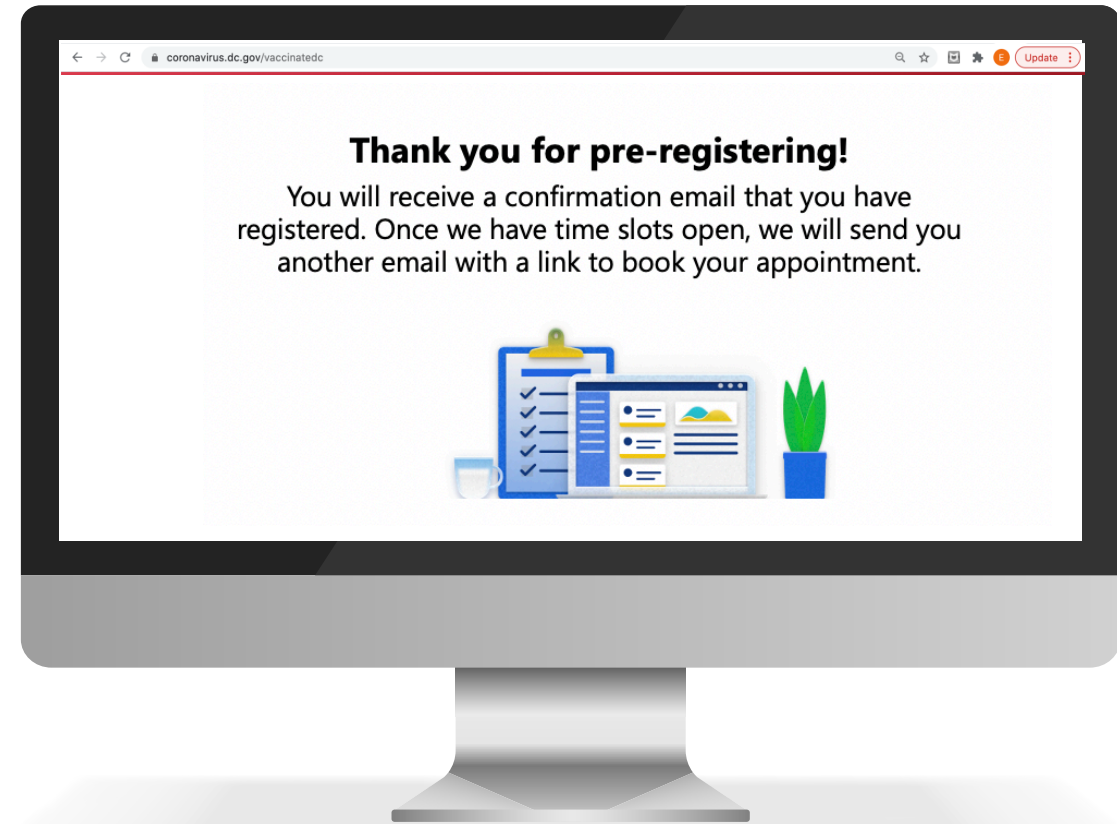 coronavirus.dc.gov/vaccinatedc
E
Update
Thank you for pre-registering!
You will receive a confirmation email that you have
registered. Once we have time slots open, we will send you
another email with a link to book your appointment.